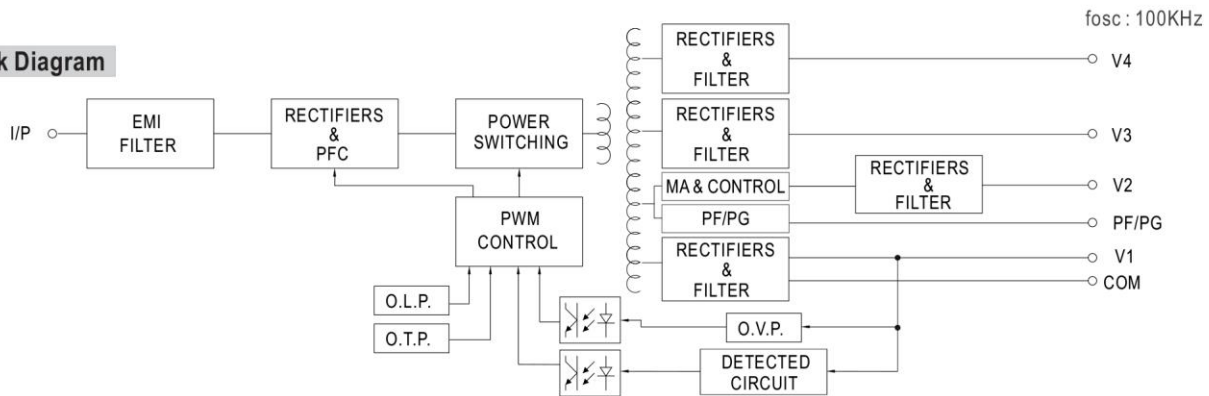 fosc : 100KHz
k Diagram
I/P
EMI
FILTER
RECTIFIERS
&
PFC
POWER
SWITCHING
PWM
CONTROL
O.L.P.
O.T.P.
RECTIFIERS
&
FILTER
V4
RECTIFIERS
&
FILTER
V3
MA & CONTROL
RECTIFIERS
&
FILTER
V2
PF/PG
PF/PG
RECTIFIERS
&
FILTER
V1
COM
O.V.P.
DETECTED
CIRCUIT